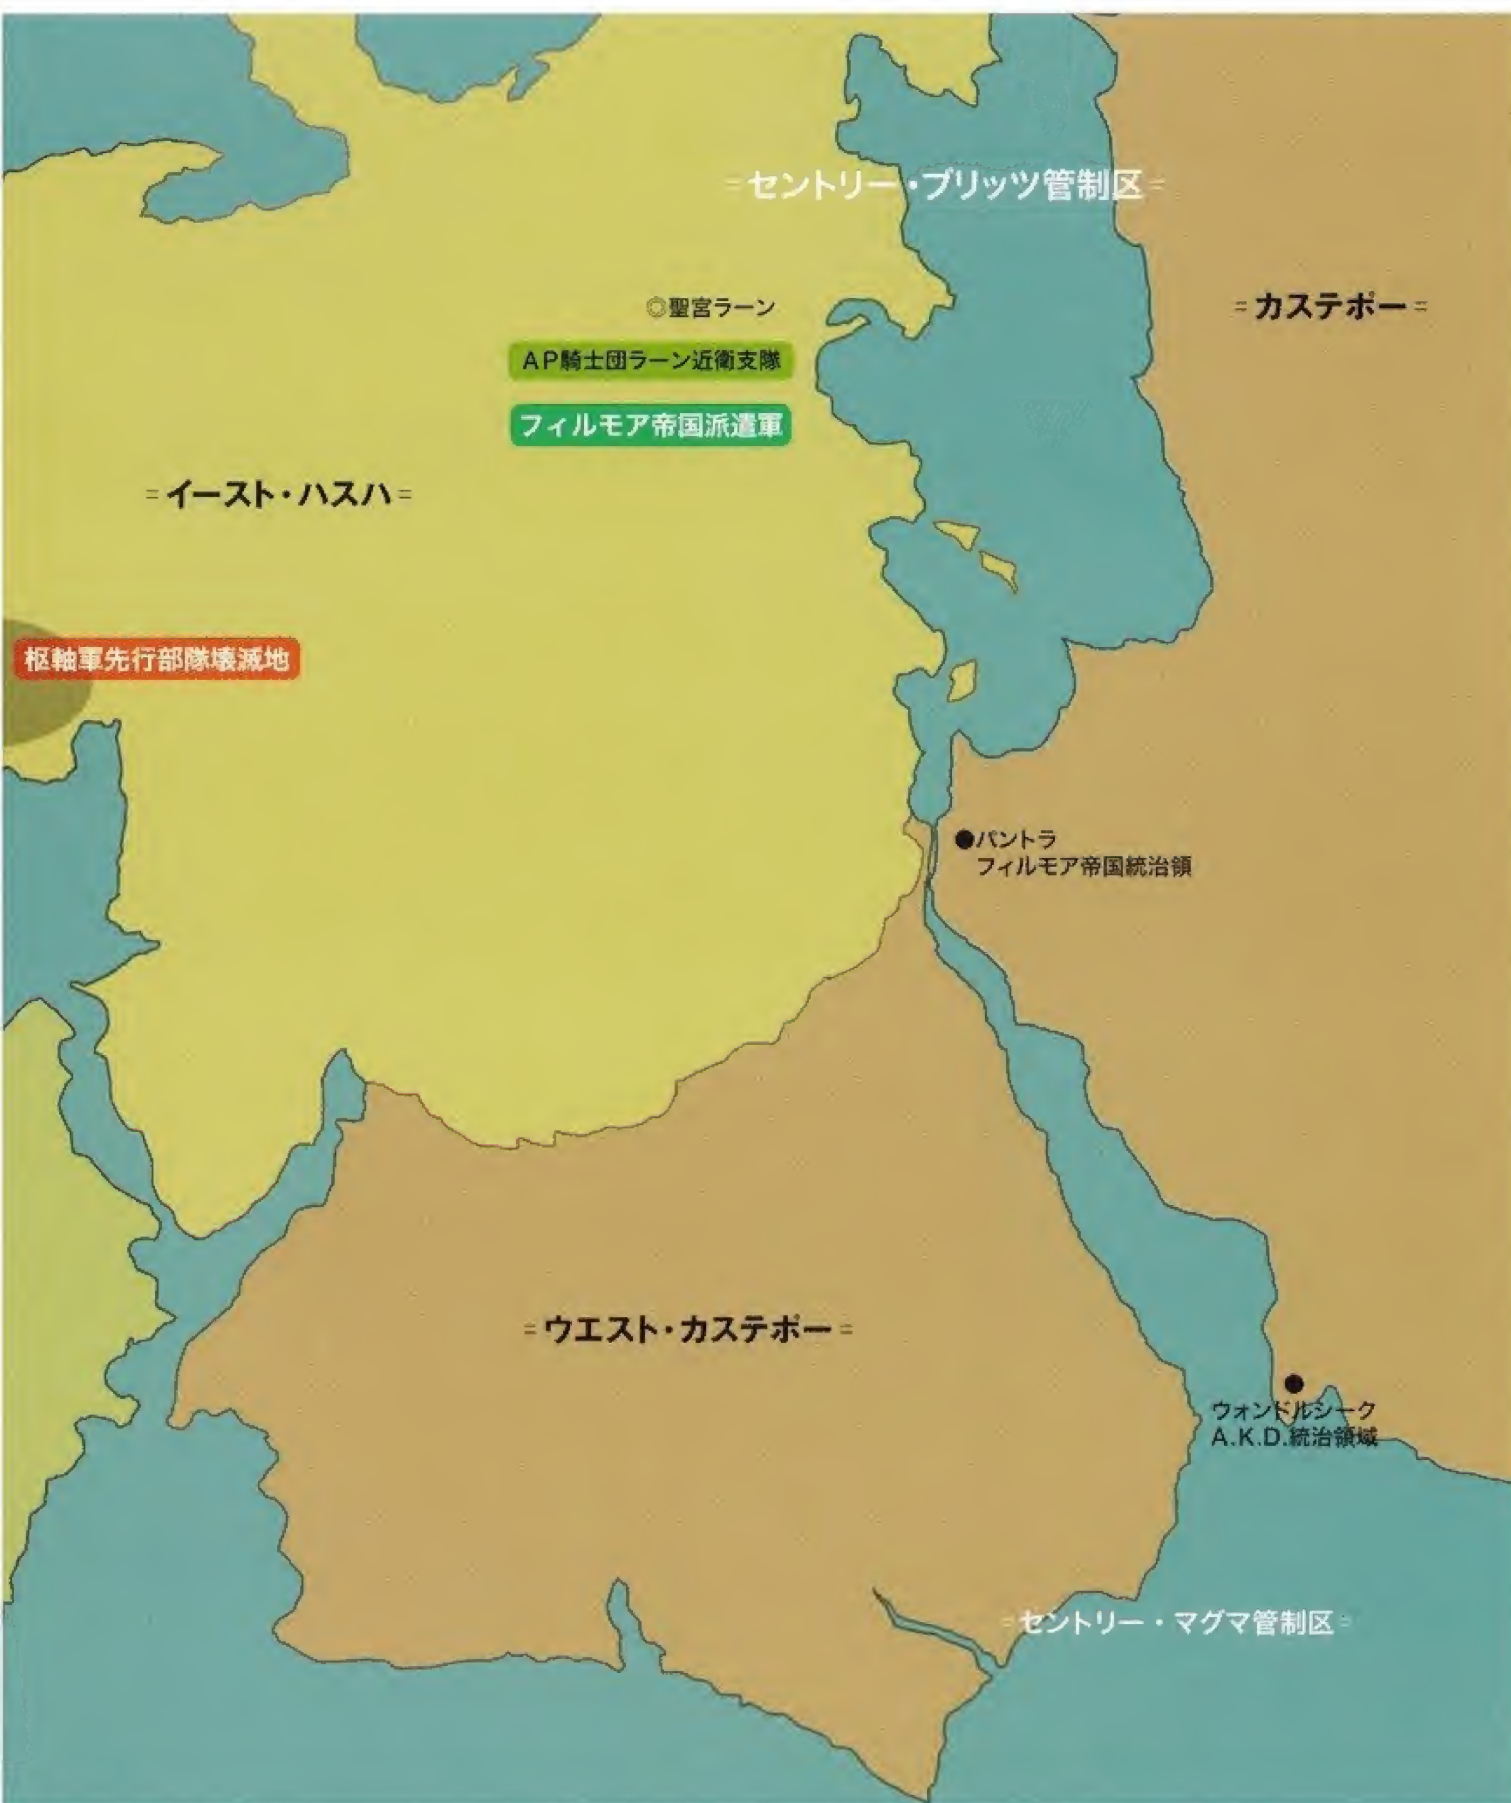 =セントリー・ブリッツ管制区=
=カステポー=
◎聖宮ラーン
AP騎士団ラーン近衛支隊
フィルモア帝国派遣軍
=イースト・ハスハ=
枢軸軍先行部隊壊滅地
●バントラ
フィルモア帝国統治領
=ウエスト・カステポー=
ウォンドルシーク
A.K.D.統治領域
=セントリー・マグマ管制区=